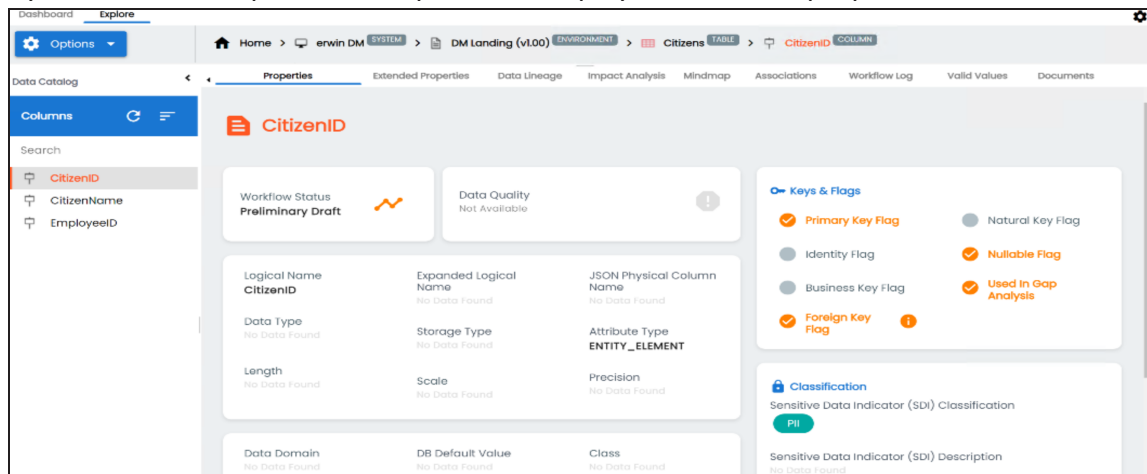 Dashboard Explore
Options
Home > erwin DM SYSTEM > DM Landing (v1.00) ENVIRONMENT > Citizens TABLE > CitizenID COLUMN
Data Catalog
Properties Extended Properties Data Lineage Impact Analysis Mindmap Associations Workflow Log Valid Values Documents
Columns
Search
CitizenID
CitizenName
EmployeeID
CitizenID
Workflow Status
Preliminary Draft
Data Quality
Not Available
Logical Name
CitizenID
Expanded Logical
Name
No Data Found
JSON Physical Column
Name
No Data Found
Data Type
No Data Found
Storage Type
No Data Found
Attribute Type
ENTITY_ELEMENT
Length
No Data Found
Scale
No Data Found
Precision
No Data Found
Data Domain
No Data Found
DB Default Value
No Data Found
Class
No Data Found
Keys & Flags
Primary Key Flag
Natural Key Flag
Identity Flag
Nullable Flag
Business Key Flag
Used In Gap
Analysis
Foreign Key
Flag
Classification
Sensitive Data Indicator (SDI) Classification
PII
Sensitive Data Indicator (SDI) Description
No Data Found